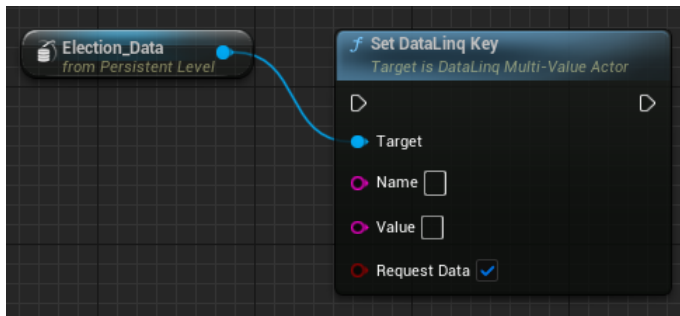 Election_Data
from Persistent Level
f Set DataLinq Key
Target is DataLinq Multi-Value Actor
Target
Name
Value
Request Data